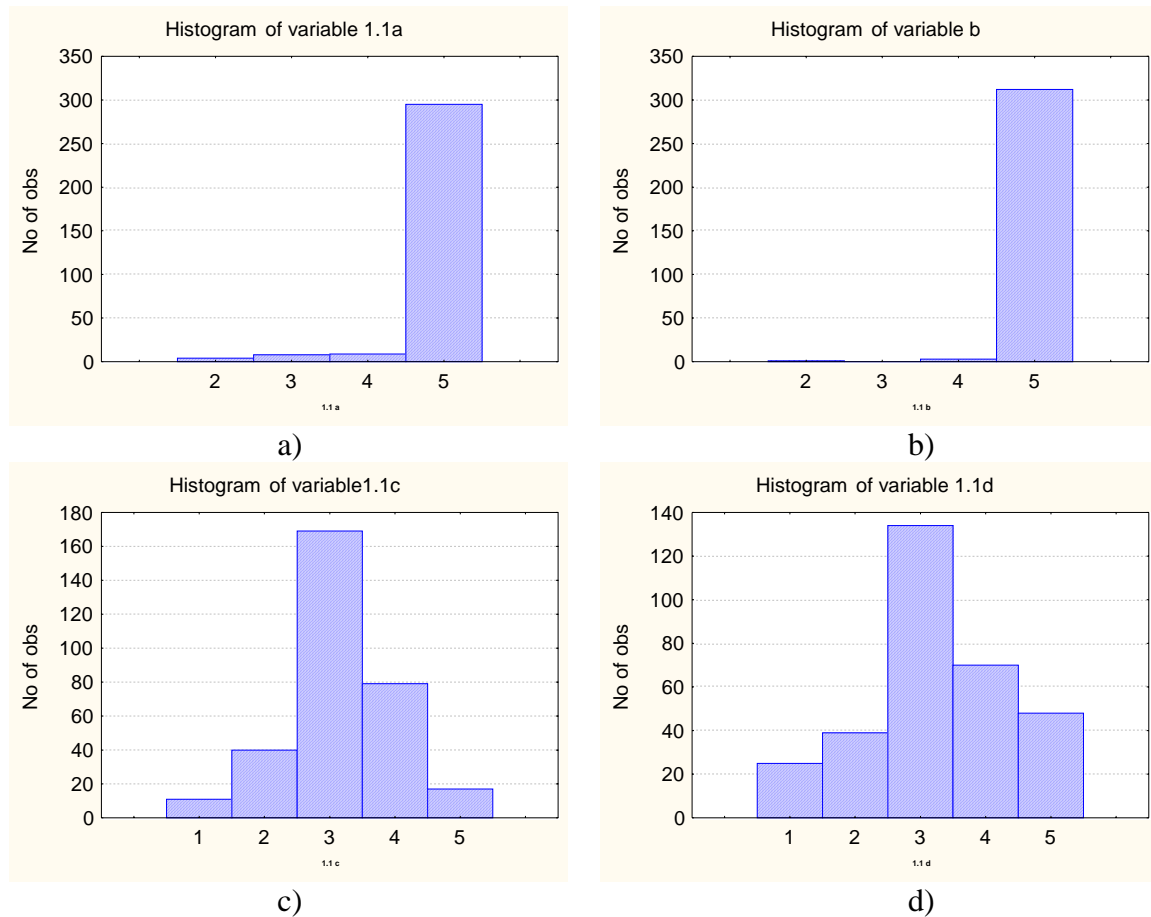 Histogram of variable 1.1a
350
300
250
200
150
100
50
0
No of obs
2 3 4 5
1.1 a
a)
Histogram of variable b
350
300
250
200
150
100
50
0
No of obs
2 3 4 5
1.1 b
b)
Histogram of variable1.1c
180
160
140
120
100
80
60
40
20
0
No of obs
1 2 3 4 5
1.1 c
c)
Histogram of variable 1.1d
140
120
100
80
60
40
20
0
No of obs
1 2 3 4 5
1.1 d
d)